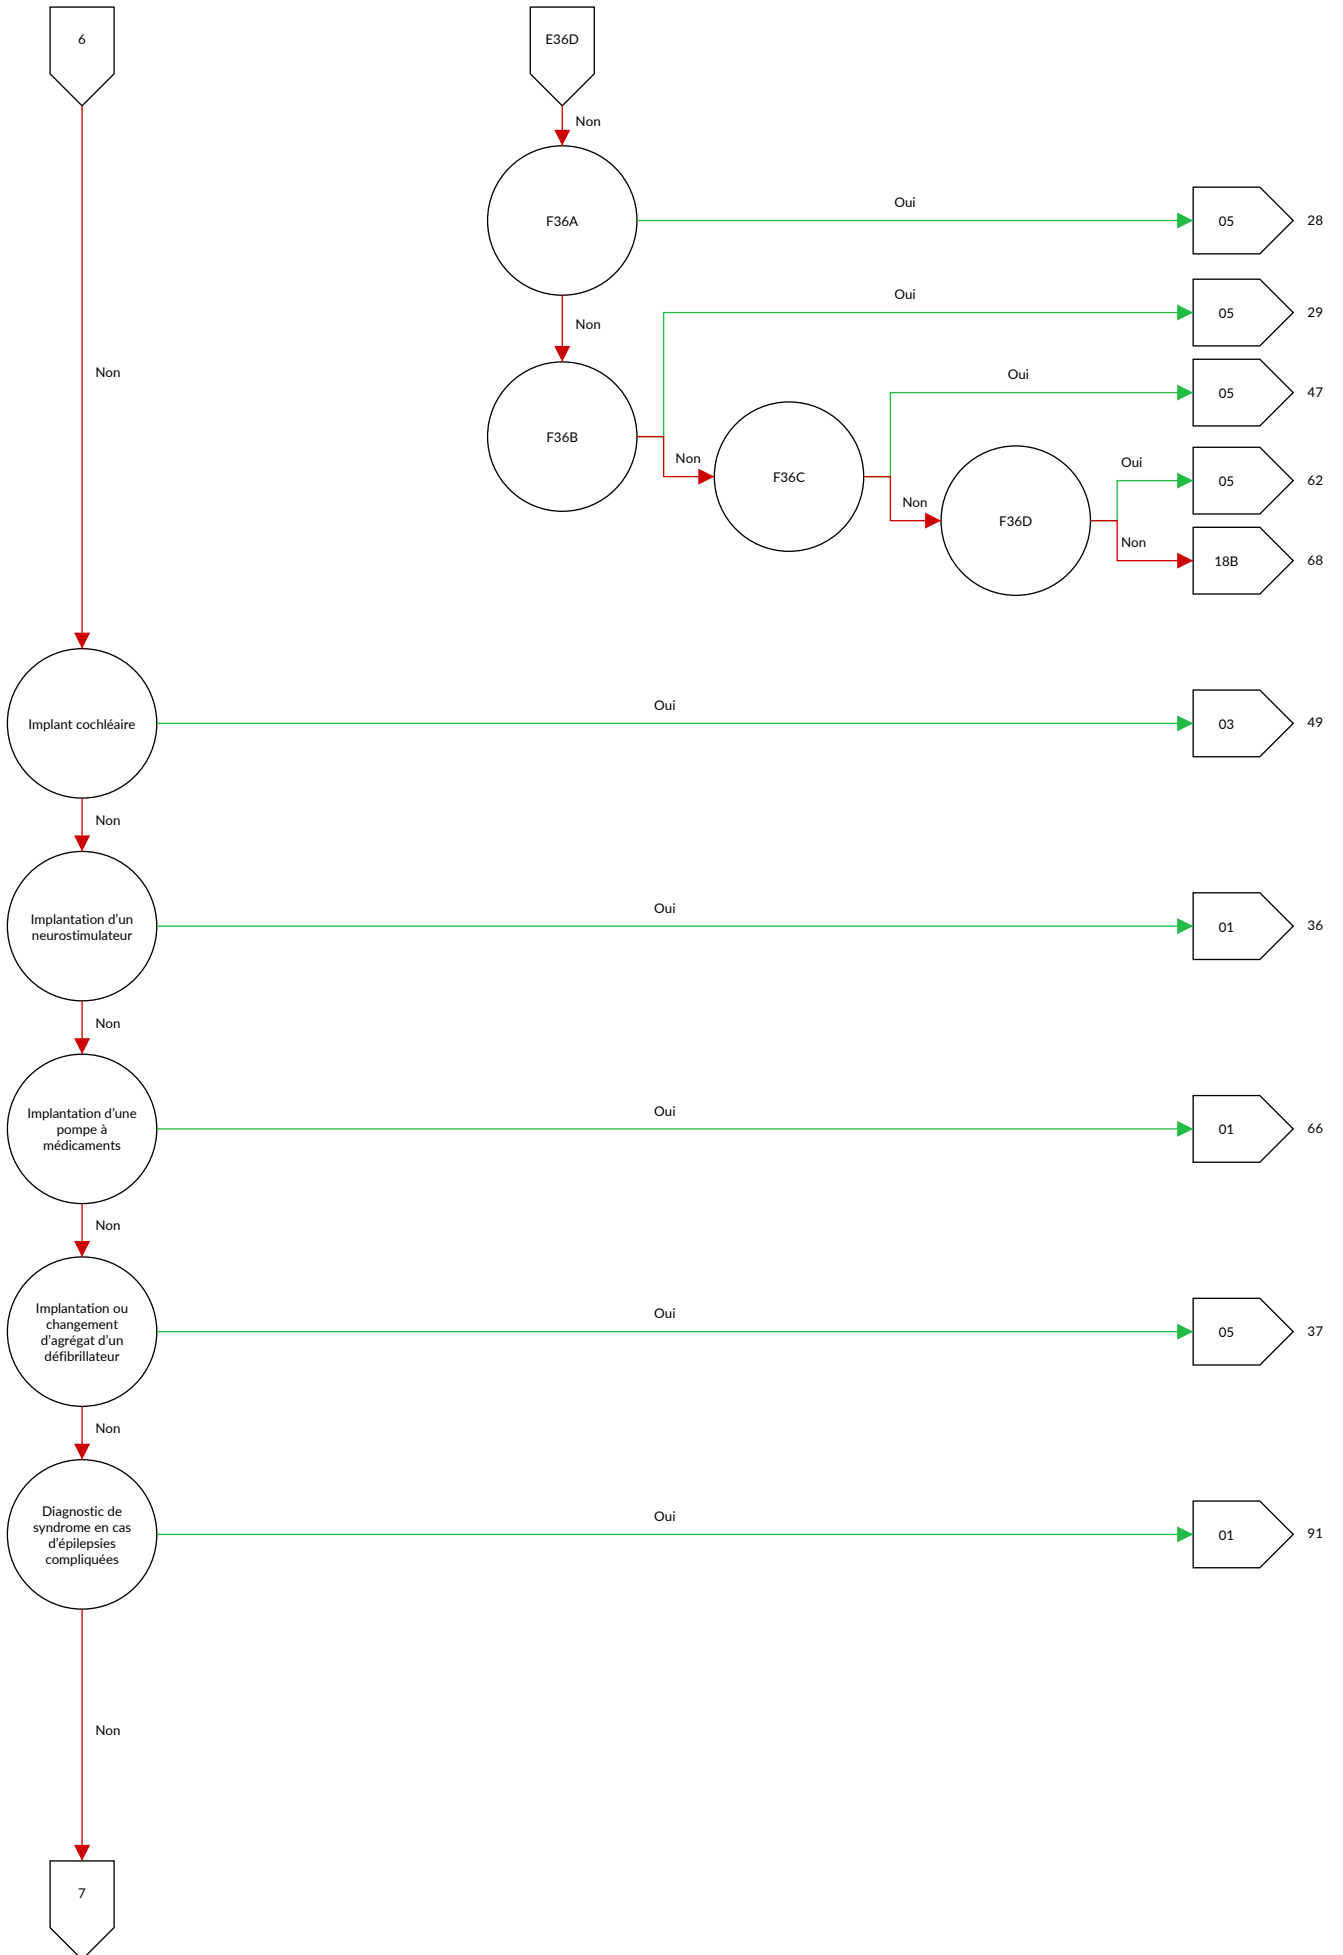 6
E36D
Non
F36A
Oui
05
28
Non
Oui
05
29
Non
F36B
Oui
05
47
Non
F36C
Oui
05
62
Non
F36D
Non
18B
68
Implant cochléaire
Oui
03
49
Non
Implantation d'un
neurostimulateur
Oui
01
36
Non
Implantation d'une
pompe à
médicaments
Oui
01
66
Non
Implantation ou
changement
d'agrégat d'un
défibrillateur
Oui
05
37
Non
Diagnostic de
syndrome en cas
d'épilepsies
compliquées
Oui
01
91
Non
7